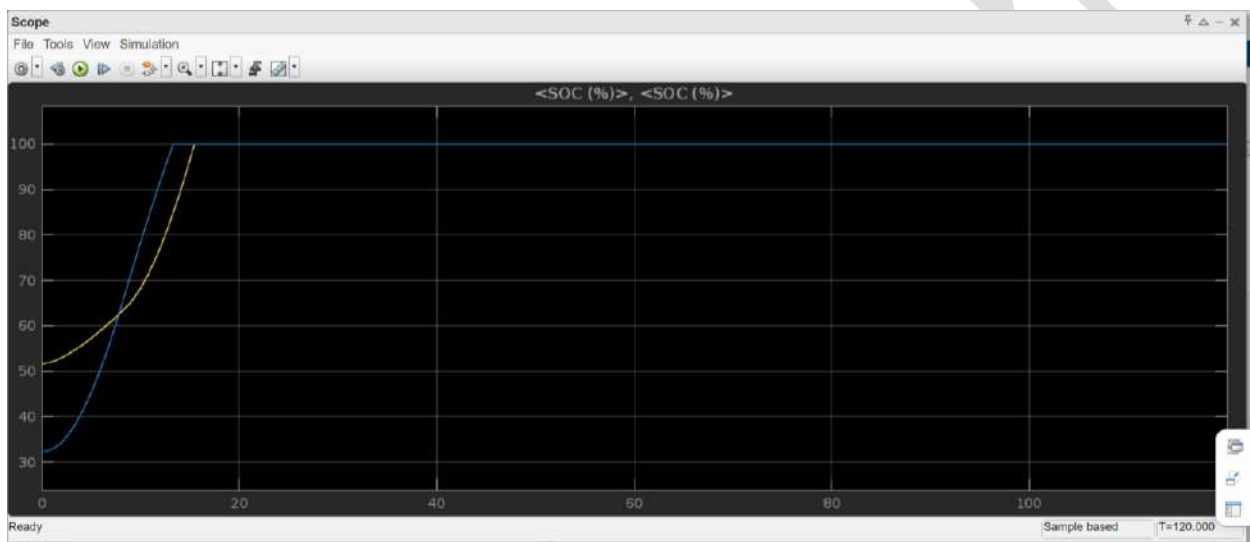 Scope
File Tools View Simulation
<SOC (%)>, <SOC (%)>
100
90
80
70
60
50
40
30
0 20 40 60 80 100
Ready Sample based T=120.000